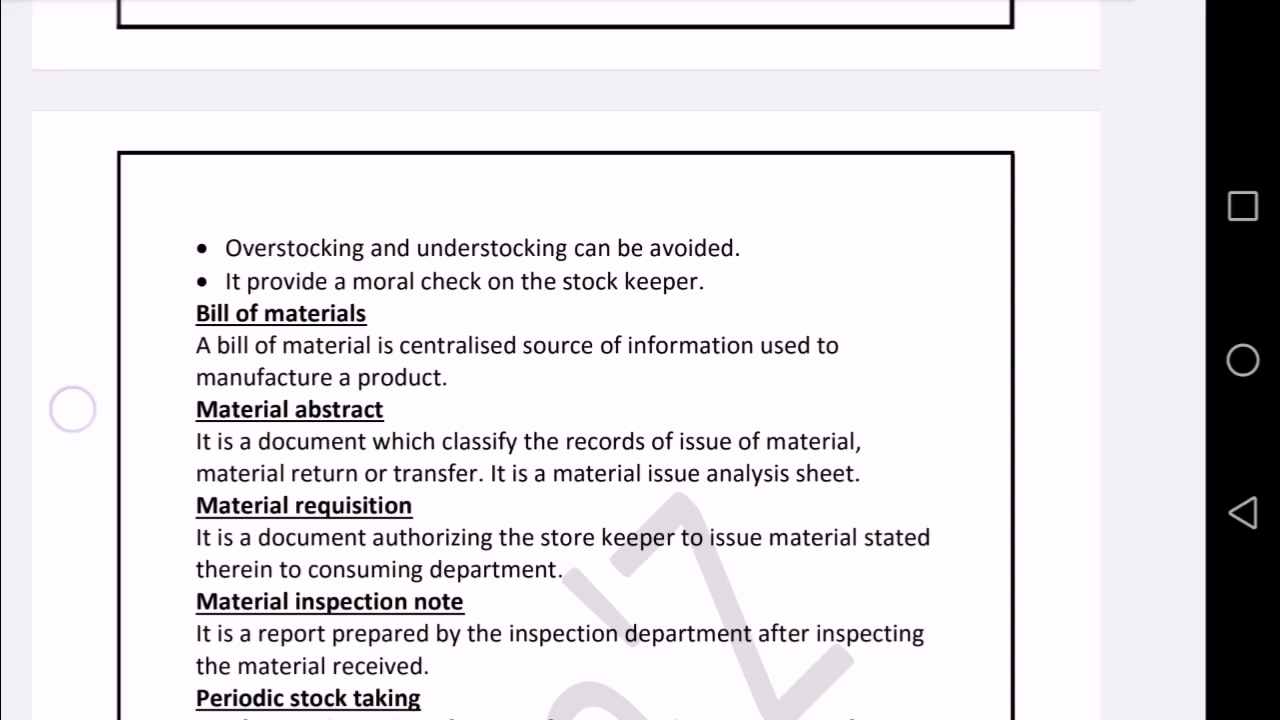 • Overstocking and understocking can be avoided.
• It provide a moral check on the stock keeper.
Bill of materials
A bill of material is centralised source of information used to
manufacture a product.
Material abstract
It is a document which classify the records of issue of material,
material return or transfer. It is a material issue analysis sheet.
Material requisition
It is a document authorizing the store keeper to issue material stated
therein to consuming department.
Material inspection note
It is a report prepared by the inspection department after inspecting
the material received.
Periodic stock taking